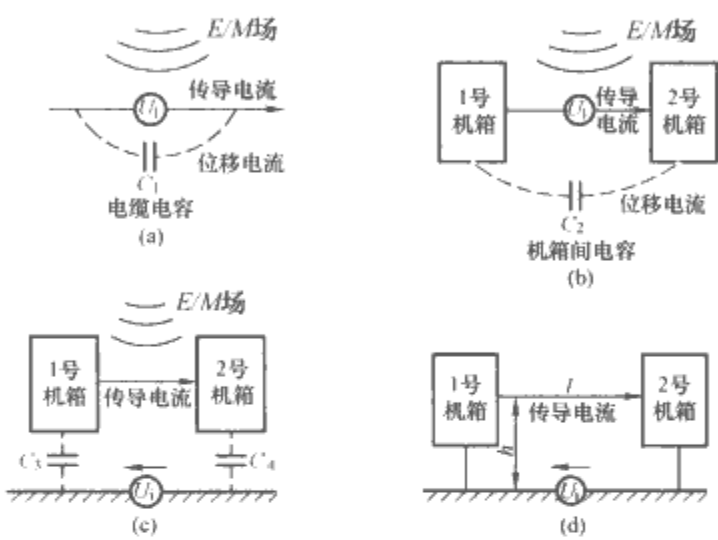 E/M场
传导电流
U₁
位移电流
C₁
电缆电容
(a)
E/M场
1号
机箱
U₁
传导
电流
2号
机箱
位移电流
C₂
机箱间电容
(b)
E/M场
1号
机箱
传导电流
2号
机箱
C₃
C₄
(c)
1号
机箱
l
传导电流
2号
机箱
h
(d)